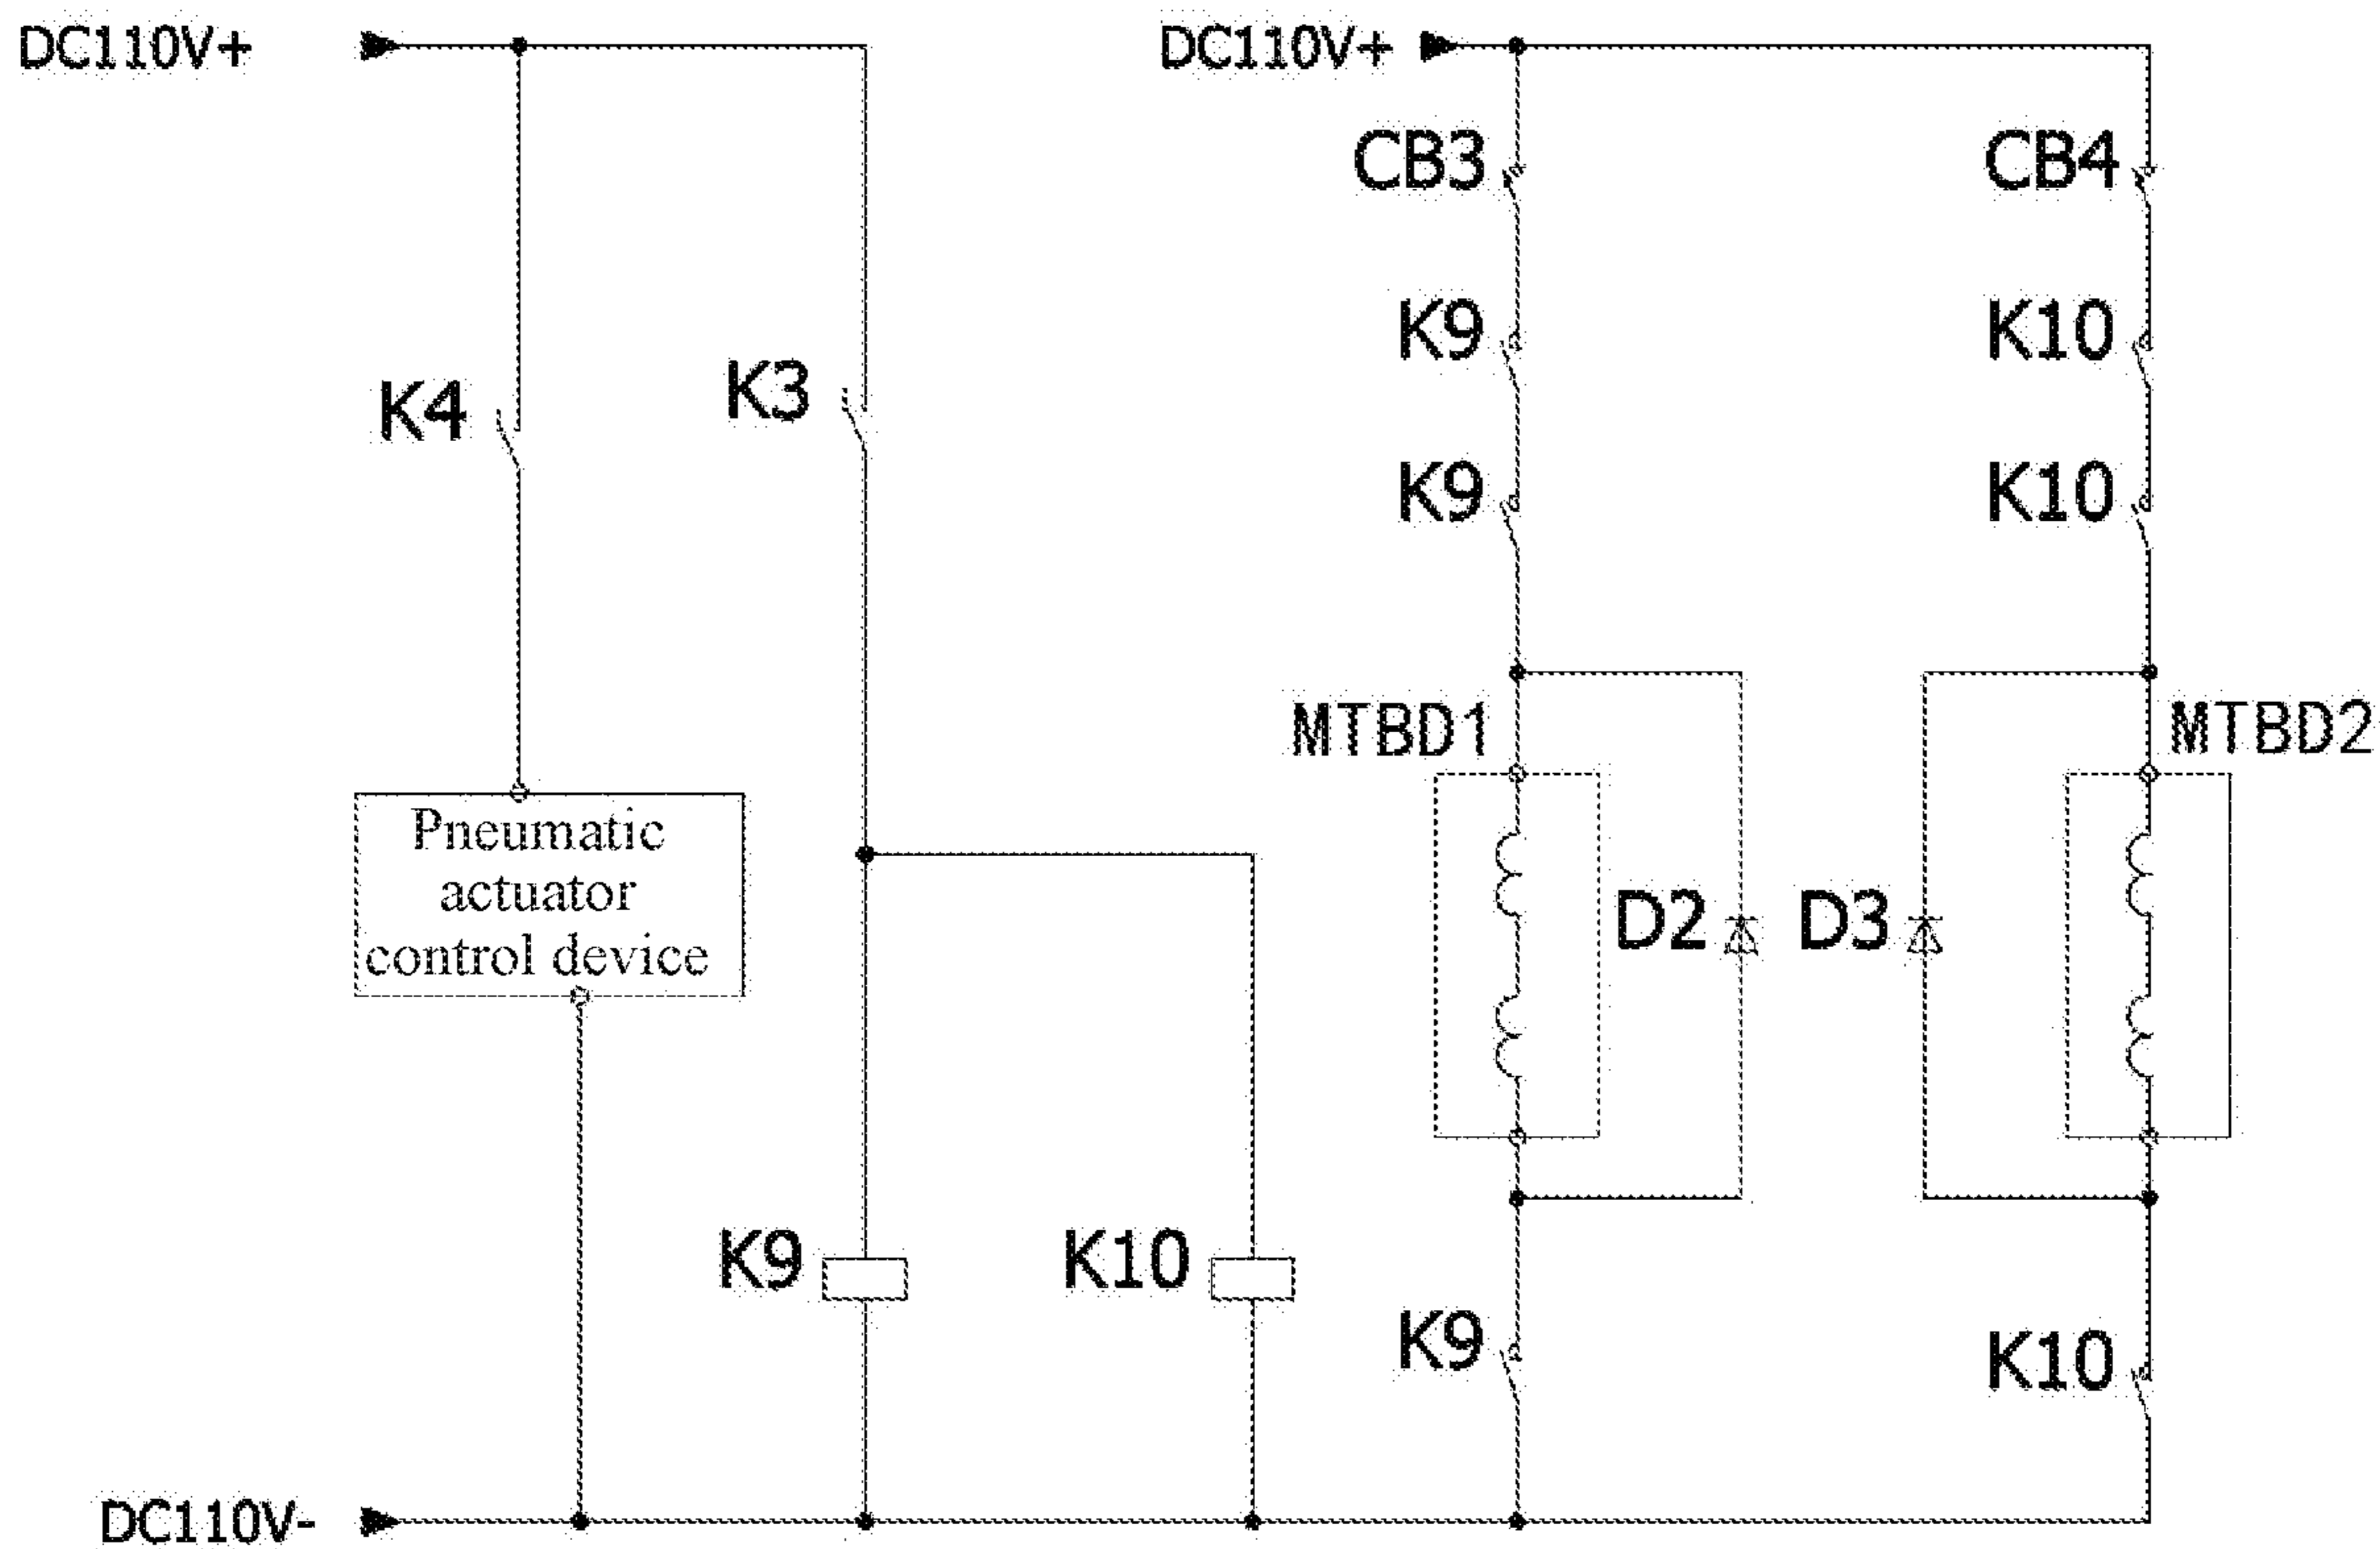 DC110V+
DC110V+
CB3
CB4
K9
K10
K4
K3
K9
K10
MTBD1
MTBD2
Pneumatic
actuator
control device
D2
D3
K9
K10
K9
K10
DC110V-